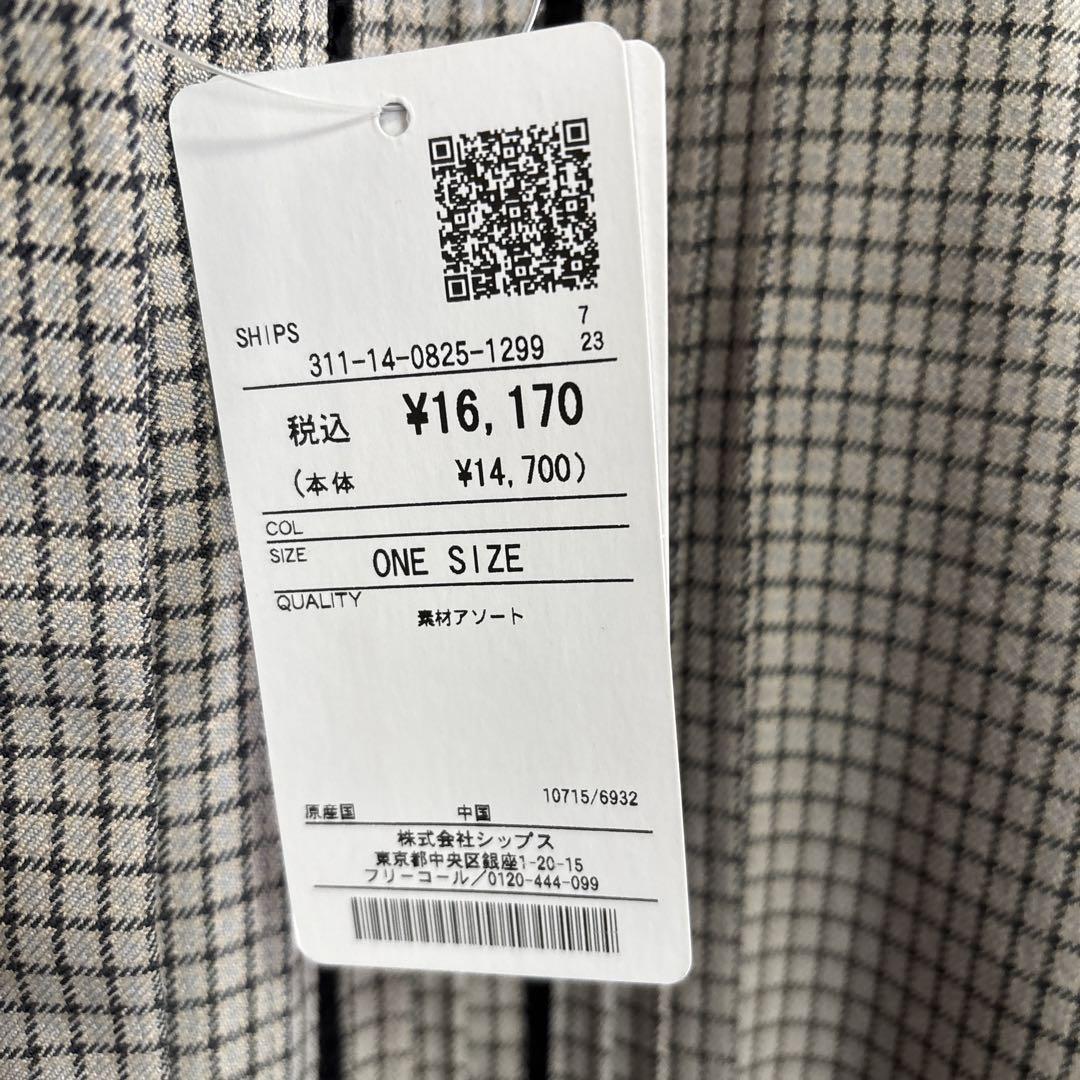 SHIPS
7
311-14-0825-1299 23
税込 ¥16,170
(本体 ¥14,700)
COL
SIZE ONE SIZE
QUALITY
素材アソート
10715/6932
原産国 中国
株式会社シップス
東京都中央区銀座1-20-15
フリーコール/0120-444-099